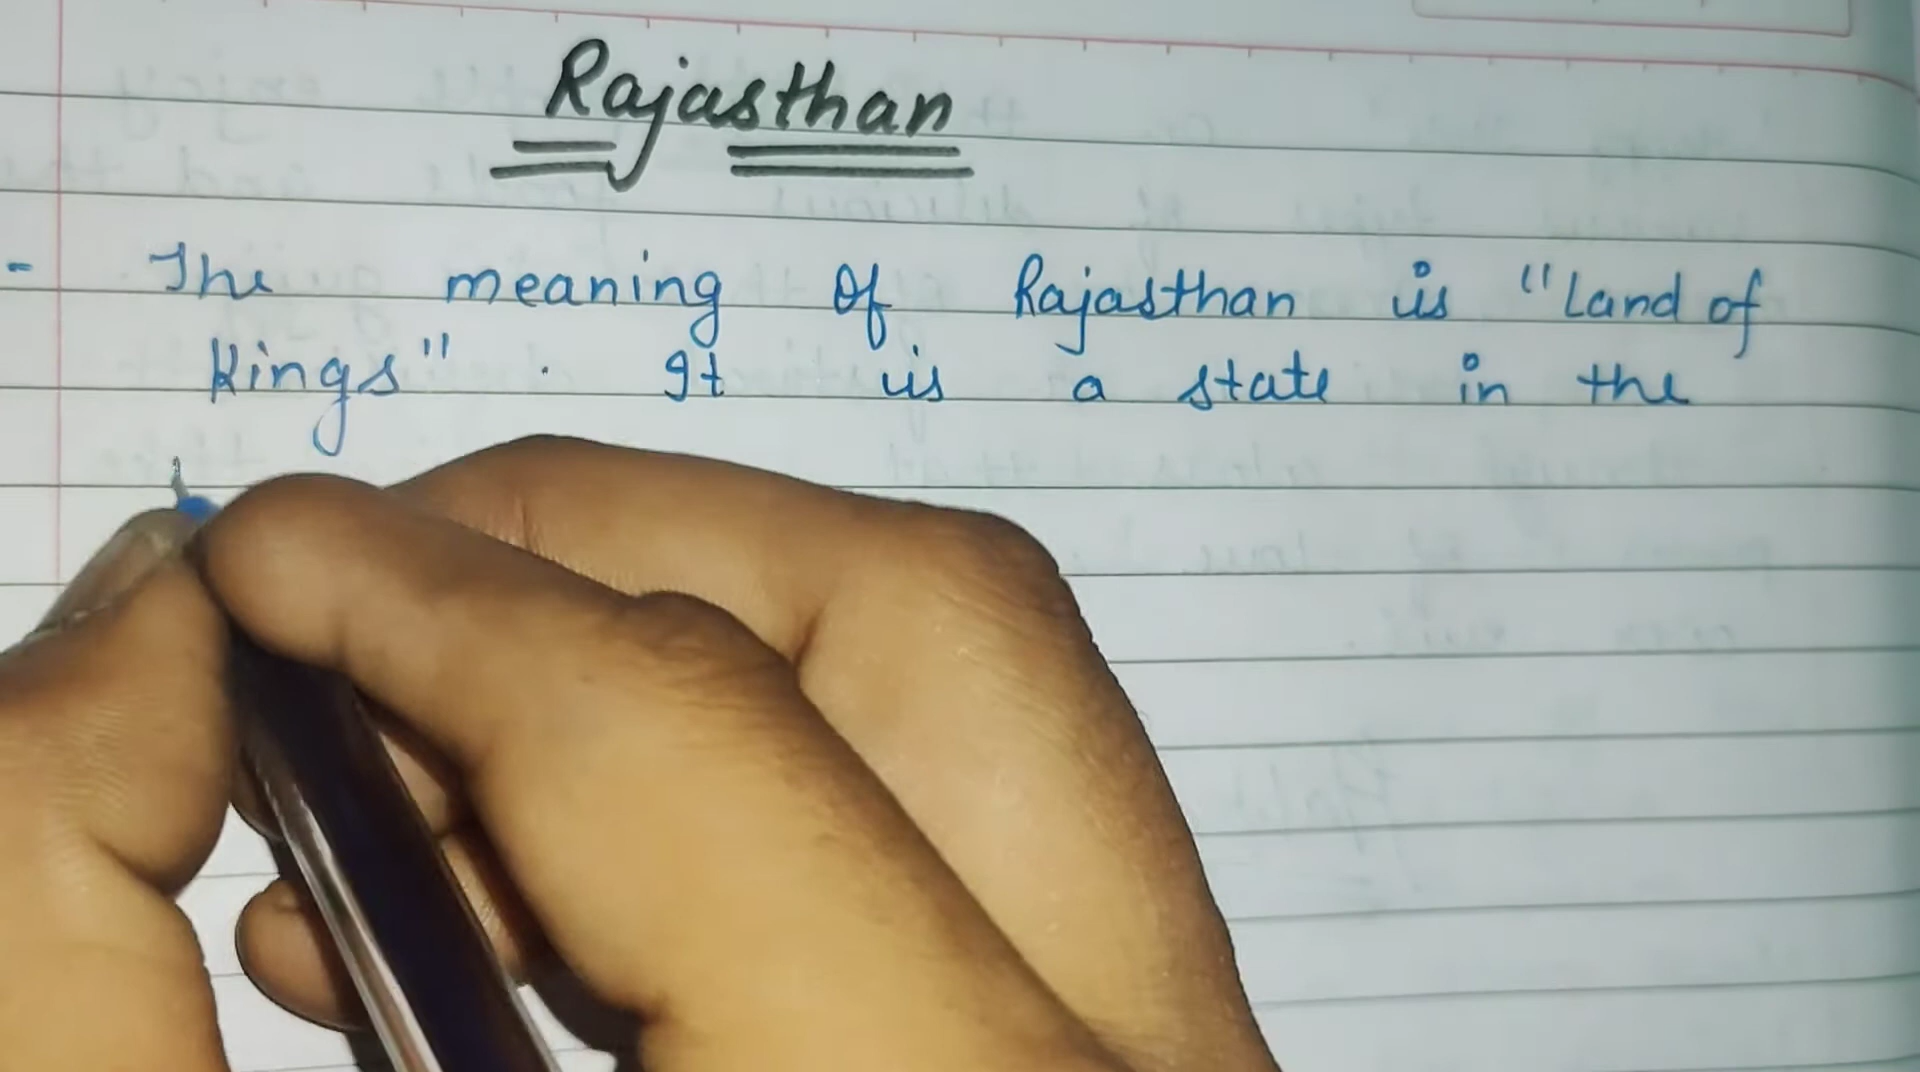 Rajasthan
- The meaning Of Rajasthan is "Land of
Kings". It is a state in the